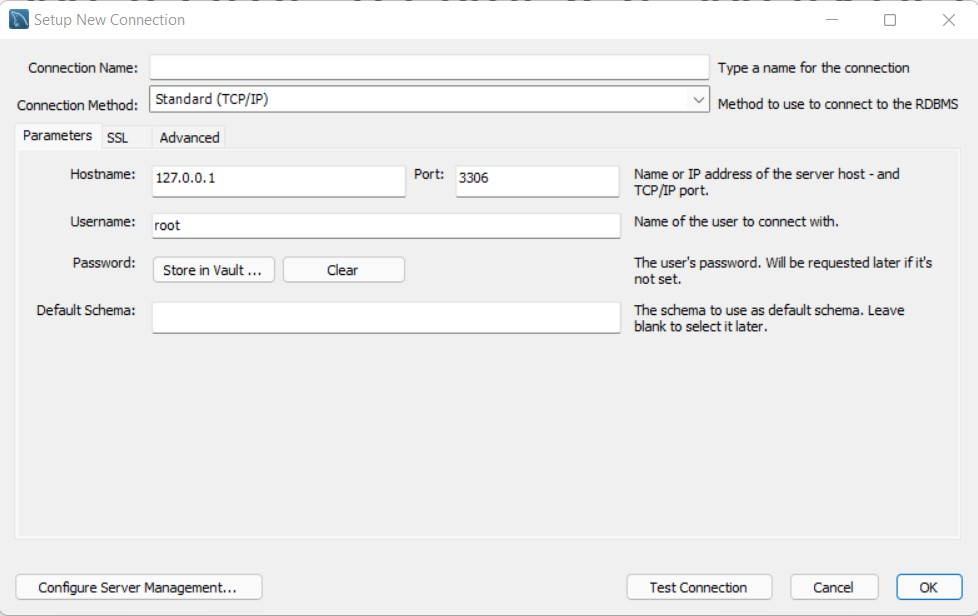 Setup New Connection
Connection Name:
Type a name for the connection
Connection Method:
Standard (TCP/IP)
Method to use to connect to the RDBMS
Parameters
SSL
Advanced
Hostname:
127.0.0.1
Port:
3306
Name or IP address of the server host - and
TCP/IP port.
Username:
root
Name of the user to connect with.
Password:
Store in Vault ...
Clear
The user's password. Will be requested later if it's
not set.
Default Schema:
The schema to use as default schema. Leave
blank to select it later.
Configure Server Management...
Test Connection
Cancel
OK